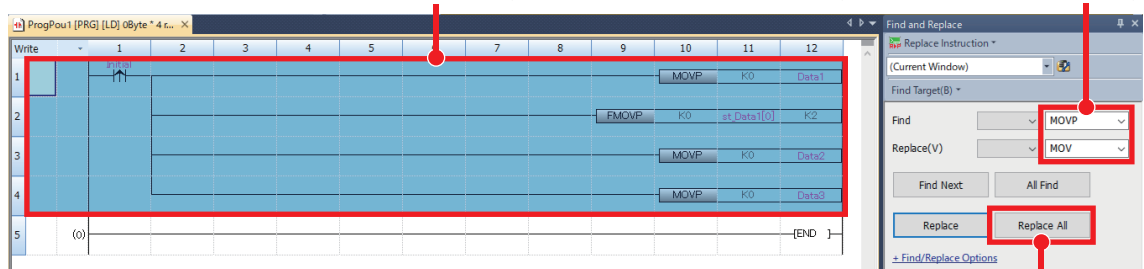 ProgPou1 [PRG] [LD] 0Byte * 4 r...
Find and Replace
Write 1 2 3 4 5 6 7 8 9 10 11 12
Replace Instruction
(Current Window)
Find Target(B)
Initial
1 MOVP K0 Data1
2 FMOVP K0 st_Data1[0] K2
3 MOVP K0 Data2
4 MOVP K0 Data3
5 (0) [END ]
Find MOVP
Replace(V) MOV
Find Next All Find
Replace Replace All
+ Find/Replace Options